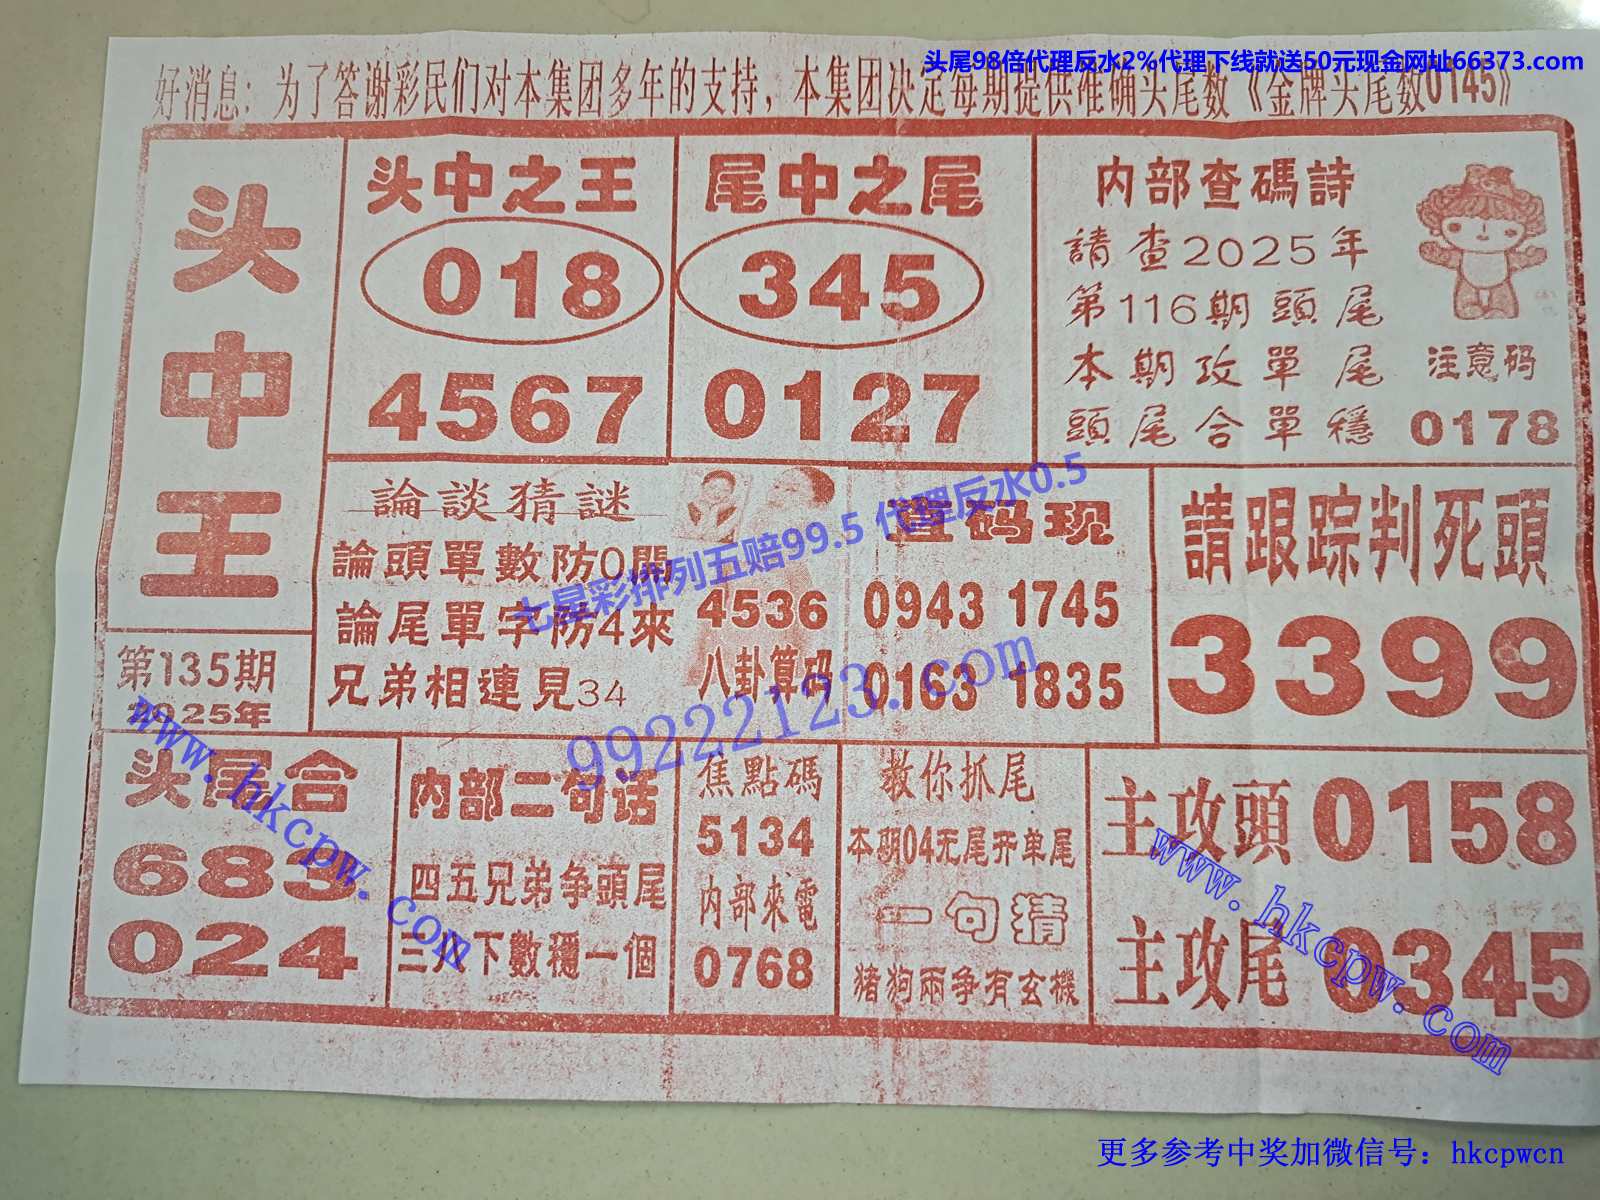 头尾98倍代理反水2%代理下线就送50元现金网址66373.com
好消息：为了答谢彩民们对本集团多年的支持，本集团决定每期提供准确头尾数《金牌头尾数0145》
头中王
第135期
2025年
头中之王
018
4567
尾中之尾
345
0127
内部查碼詩
請查2025年
第116期頭尾
本期攻單尾
頭尾合單穩
注意码
0178
論談猜謎
論頭單數防0開
論尾單字防4來
兄弟相連見34
4536
八卦算码
查码现
0943 1745
0163 1835
請跟踪判死頭
3399
七星彩排列五赔99.5 代理反水0.5
99222123.com
头尾合
683
024
内部二句话
四五兄弟争頭尾
三八下數穩一個
焦點碼
5134
内部來電
0768
教你抓尾
本期04无尾开单尾
一句猜
猪狗兩争有玄機
主攻頭 0158
主攻尾 0345
www.hkcpw.com
www.hkcpw.com
更多参考中奖加微信号：hkcpwcn